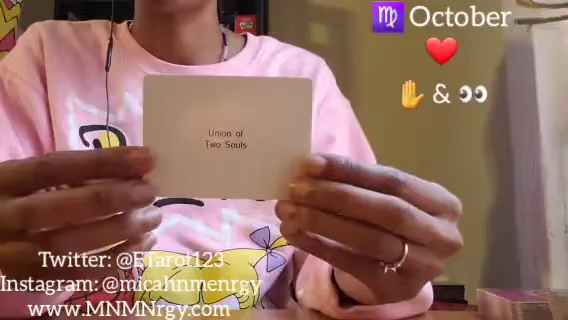 ♍ October
❤️
✋ & 👀
Union of
Two Souls
Twitter: @ETarot123
Instagram: @micahnmenrgy
www.MNMNrgy.com